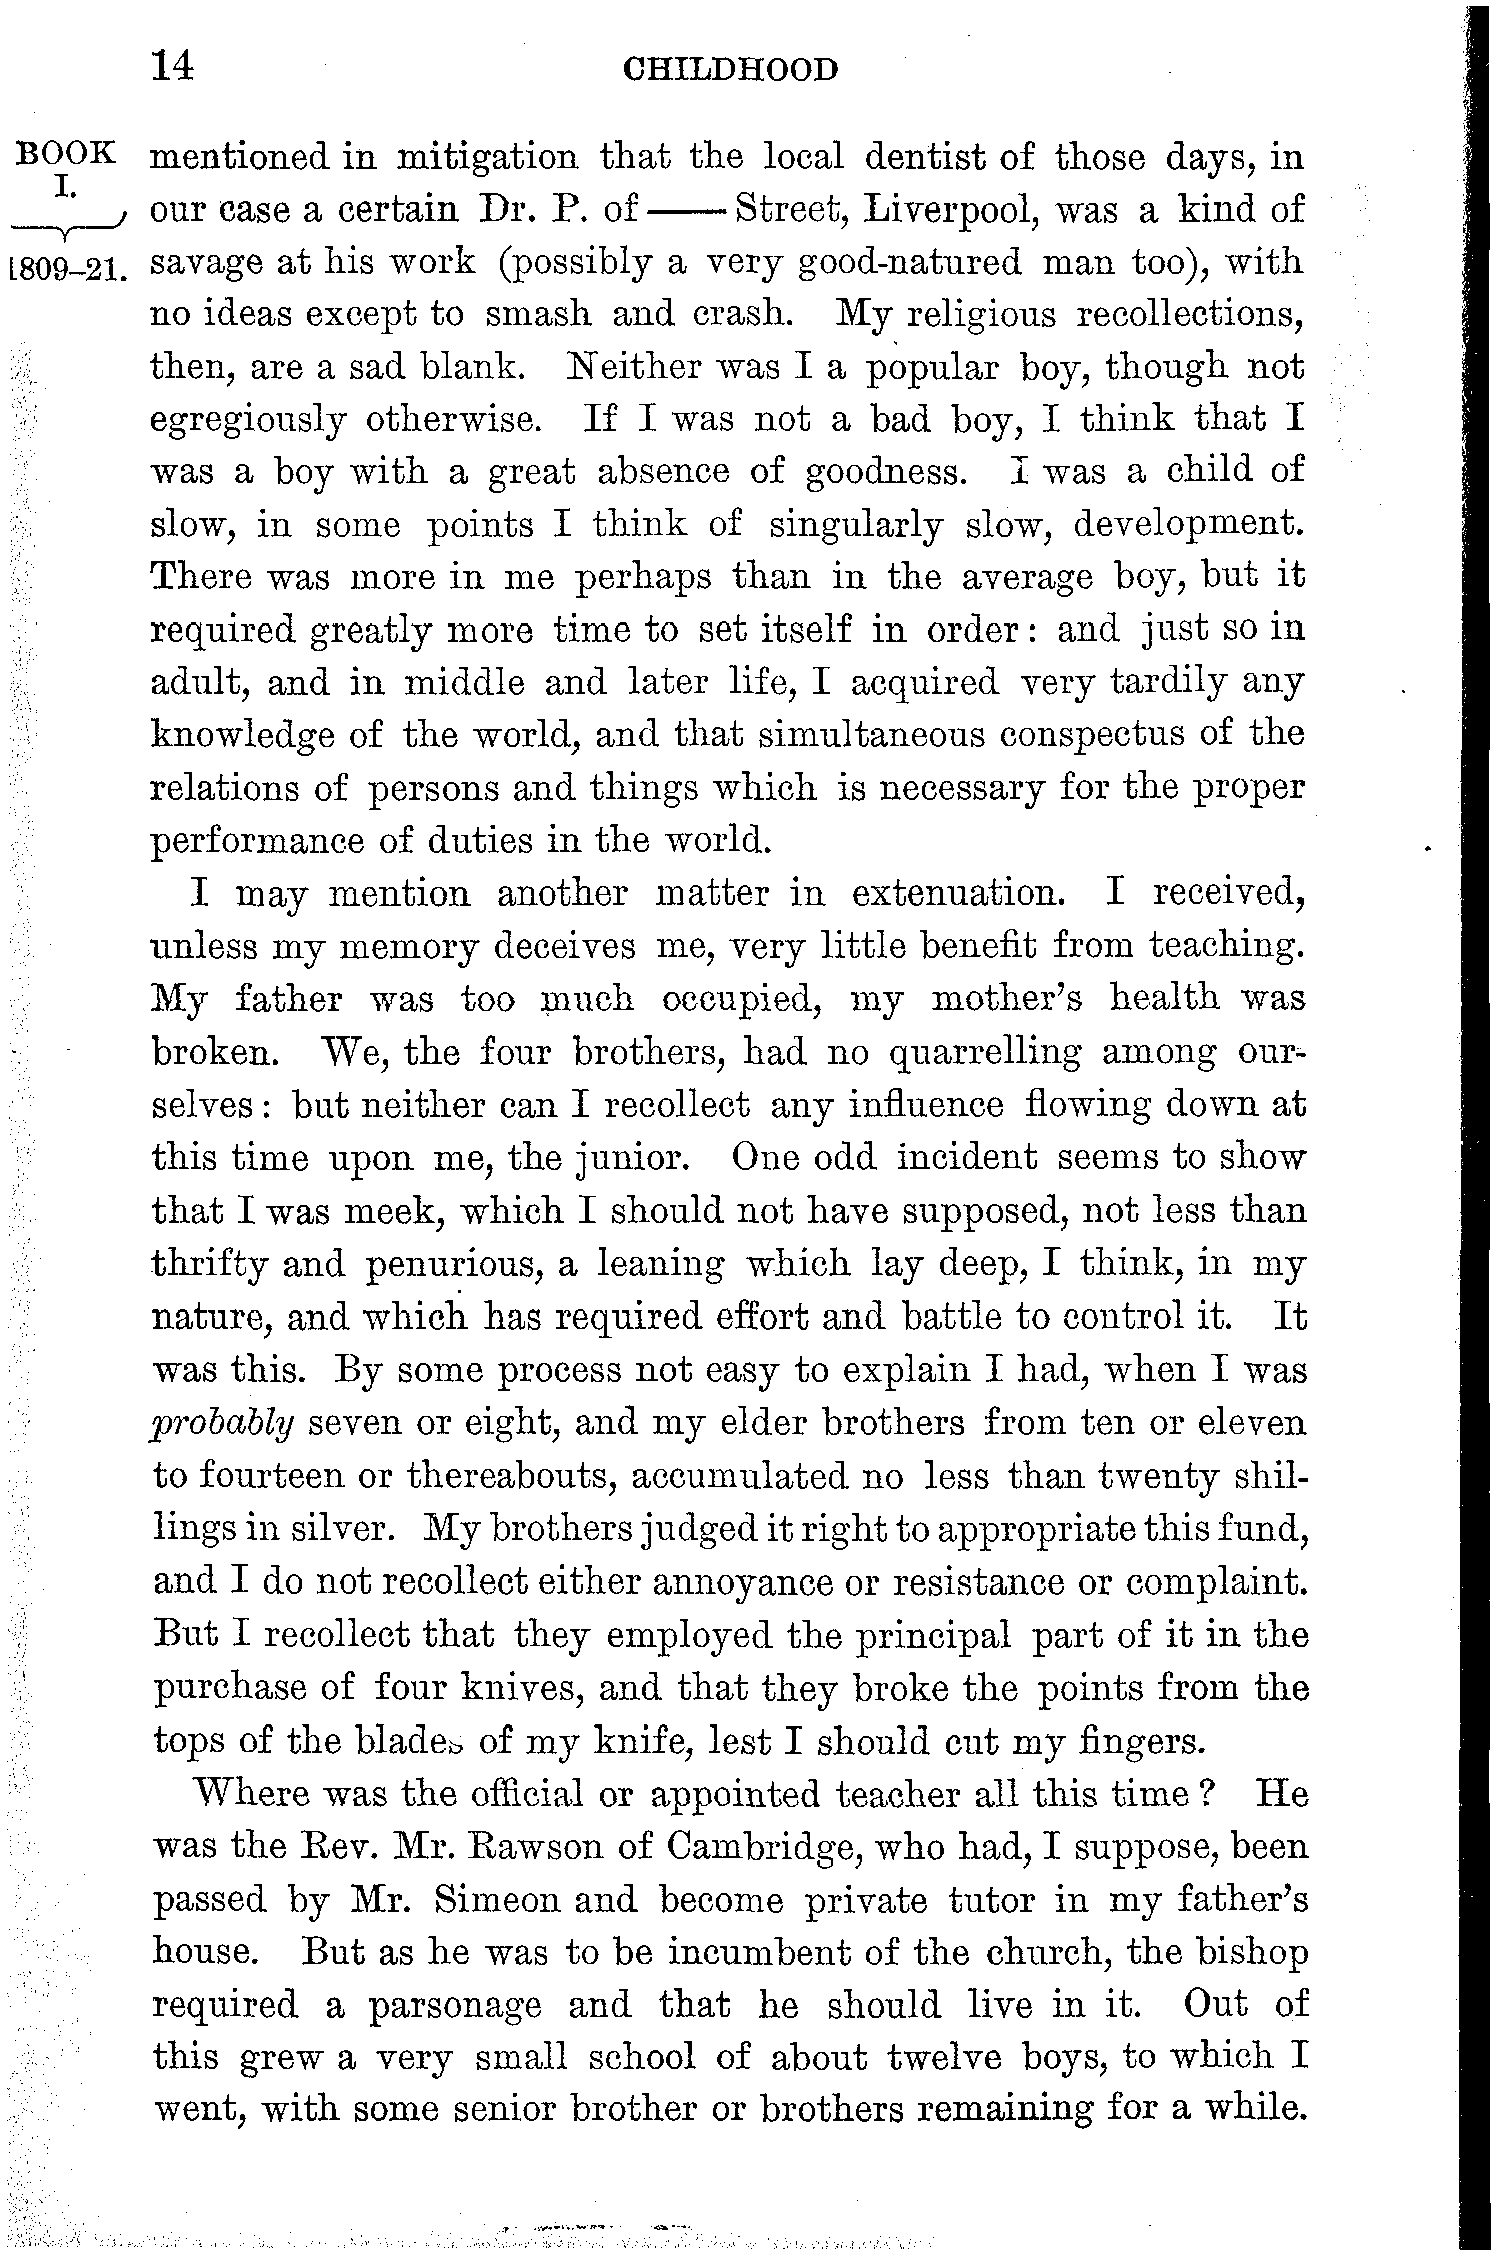 14 CHILDHOOD
BOOK I. 1809–21.
mentioned in mitigation that the local dentist of those days, in
our case a certain Dr. P. of —— Street, Liverpool, was a kind of
savage at his work (possibly a very good-natured man too), with
no ideas except to smash and crash. My religious recollections,
then, are a sad blank. Neither was I a popular boy, though not
egregiously otherwise. If I was not a bad boy, I think that I
was a boy with a great absence of goodness. I was a child of
slow, in some points I think of singularly slow, development.
There was more in me perhaps than in the average boy, but it
required greatly more time to set itself in order: and just so in
adult, and in middle and later life, I acquired very tardily any
knowledge of the world, and that simultaneous conspectus of the
relations of persons and things which is necessary for the proper
performance of duties in the world.
I may mention another matter in extenuation. I received,
unless my memory deceives me, very little benefit from teaching.
My father was too much occupied, my mother's health was
broken. We, the four brothers, had no quarrelling among our-
selves: but neither can I recollect any influence flowing down at
this time upon me, the junior. One odd incident seems to show
that I was meek, which I should not have supposed, not less than
thrifty and penurious, a leaning which lay deep, I think, in my
nature, and which has required effort and battle to control it. It
was this. By some process not easy to explain I had, when I was
probably seven or eight, and my elder brothers from ten or eleven
to fourteen or thereabouts, accumulated no less than twenty shil-
lings in silver. My brothers judged it right to appropriate this fund,
and I do not recollect either annoyance or resistance or complaint.
But I recollect that they employed the principal part of it in the
purchase of four knives, and that they broke the points from the
tops of the blades of my knife, lest I should cut my fingers.
Where was the official or appointed teacher all this time? He
was the Rev. Mr. Rawson of Cambridge, who had, I suppose, been
passed by Mr. Simeon and become private tutor in my father's
house. But as he was to be incumbent of the church, the bishop
required a parsonage and that he should live in it. Out of
this grew a very small school of about twelve boys, to which I
went, with some senior brother or brothers remaining for a while.